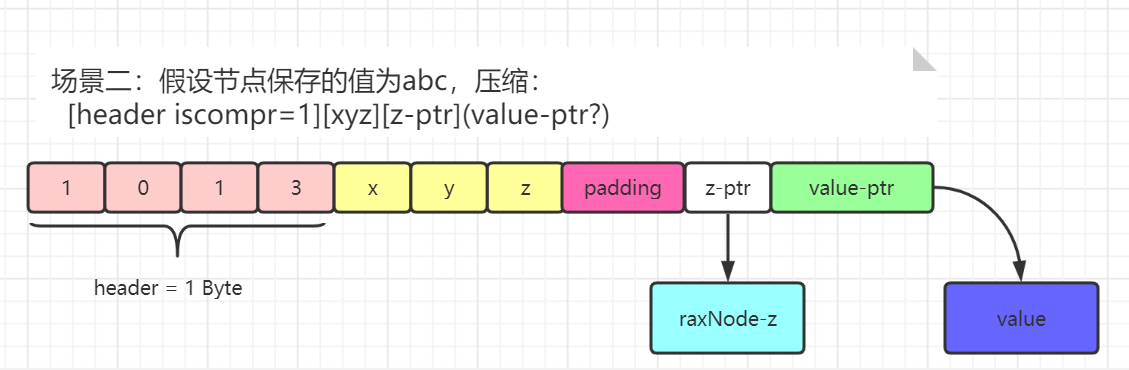 场景二：假设节点保存的值为abc，压缩：
[header iscompr=1][xyz][z-ptr](value-ptr?)
1 0 1 3 x y z padding z-ptr value-ptr
header = 1 Byte
raxNode-z value